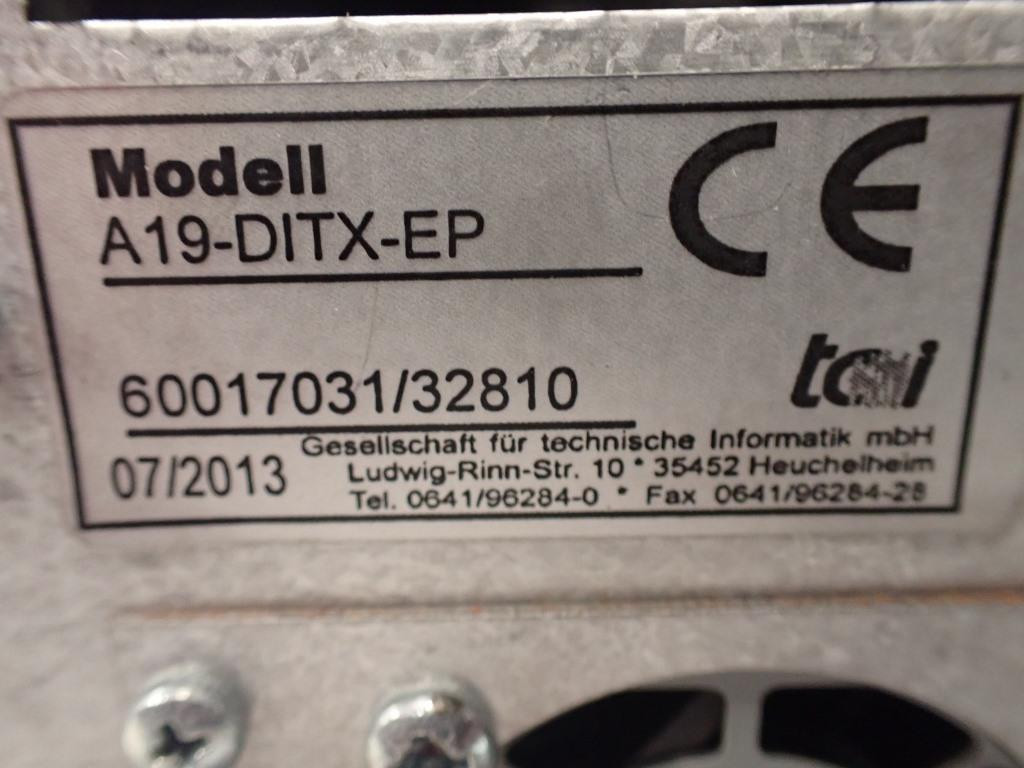 Modell
A19-DITX-EP
CE
60017031/32810
tci
Gesellschaft für technische Informatik mbH
07/2013
Ludwig-Rinn-Str. 10 * 35452 Heuchelheim
Tel. 0641/96284-0 * Fax 0641/96284-28